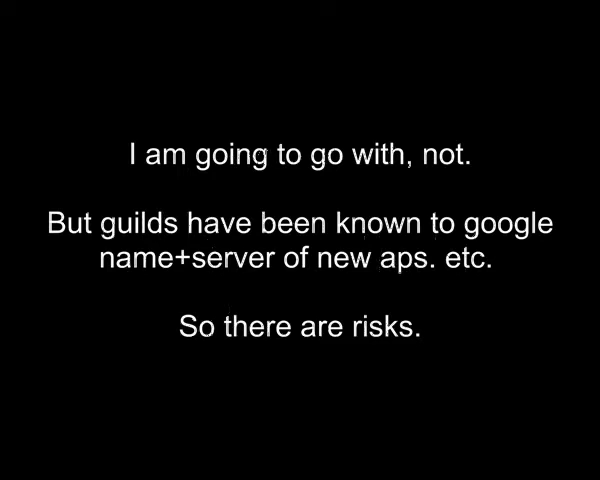 I am going to go with, not.
But guilds have been known to google
name+server of new aps. etc.
So there are risks.